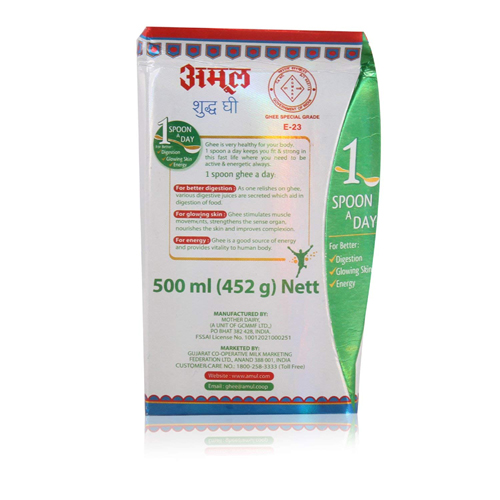 अमूल
शुद्ध घी
GOVERNMENT OF INDIA
GHEE SPECIAL GRADE
E-23
1
SPOON
A
DAY
For Better:
✓Digestion
✓Glowing Skin
✓Energy
Ghee is very healthy for your body.
1 spoon a day keeps you fit & strong in
this fast life where you need to be
active & energetic always.
1 spoon ghee a day:
For better digestion : As one relishes on ghee,
various digestive juices are secreted which aid in
digestion of food.
For glowing skin : Ghee stimulates muscle
movements, strengthens the sense organ,
nourishes the skin and improves complexion.
For energy : Ghee is a good source of energy
and provides vitality to human body.
500 ml (452 g) Nett
MANUFACTURED BY:
MOTHER DAIRY,
(A UNIT OF GCMMF LTD.,)
PO BHAT 382 428, INDIA.
FSSAI License No. 10012021000251
MARKETED BY:
GUJARAT CO-OPERATIVE MILK MARKETING
FEDERATION LTD., ANAND 388 001, INDIA
CUSTOMER CARE NO.: 1800-258-3333 (Toll Free)
Website : www.amul.com
Email : ghee@amul.coop
1
SPOON
A
DAY
For Better:
✓Digestion
✓Glowing Skin
✓Energy